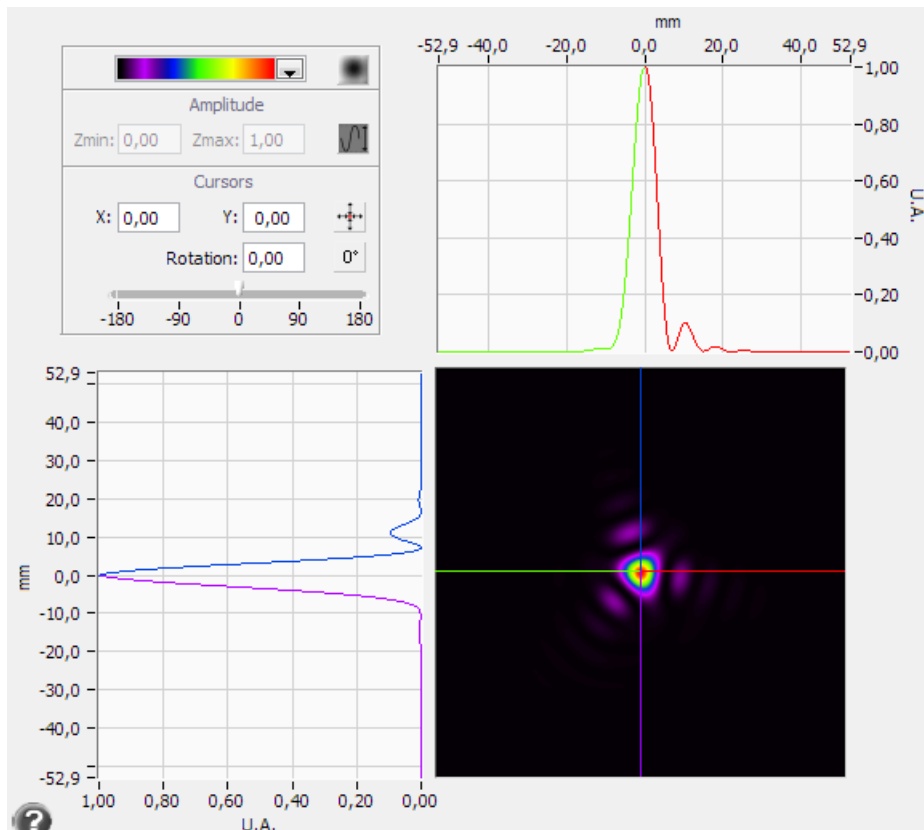 mm
-52,9 -40,0 -20,0 0,0 20,0 40,0 52,9
Amplitude
Zmin: 0,00 Zmax: 1,00
Cursors
X: 0,00 Y: 0,00
Rotation: 0,00 0°
-180 -90 0 90 180
1,00
0,80
0,60
0,40
0,20
0,00
U.A.
52,9
40,0
30,0
20,0
10,0
0,0
-10,0
-20,0
-30,0
-40,0
-52,9
mm
1,00 0,80 0,60 0,40 0,20 0,00
U.A.
?